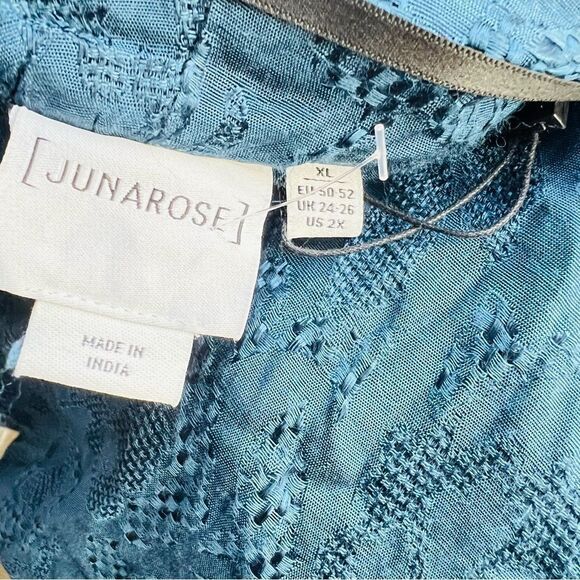 [JUNAROSE]
XL
EU 50-52
UK 24-26
US 2X
MADE IN
INDIA